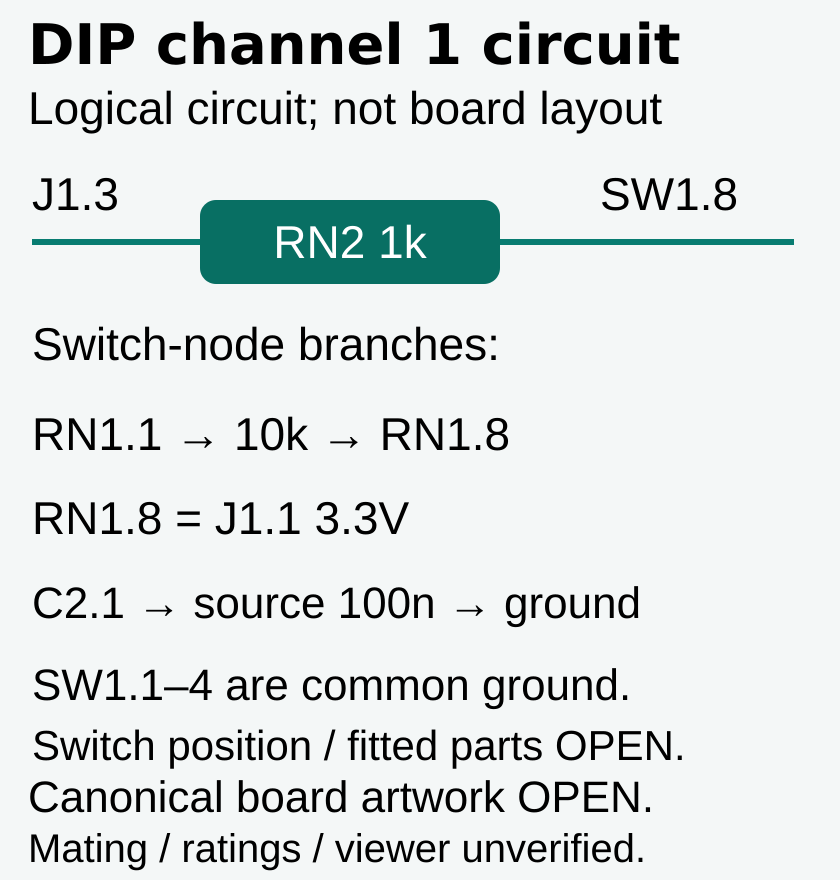 DIP channel 1 circuit
Logical circuit; not board layout
J1.3 SW1.8
RN2 1k
Switch-node branches:
RN1.1 → 10k → RN1.8
RN1.8 = J1.1 3.3V
C2.1 → source 100n → ground
SW1.1–4 are common ground.
Switch position / fitted parts OPEN.
Canonical board artwork OPEN.
Mating / ratings / viewer unverified.